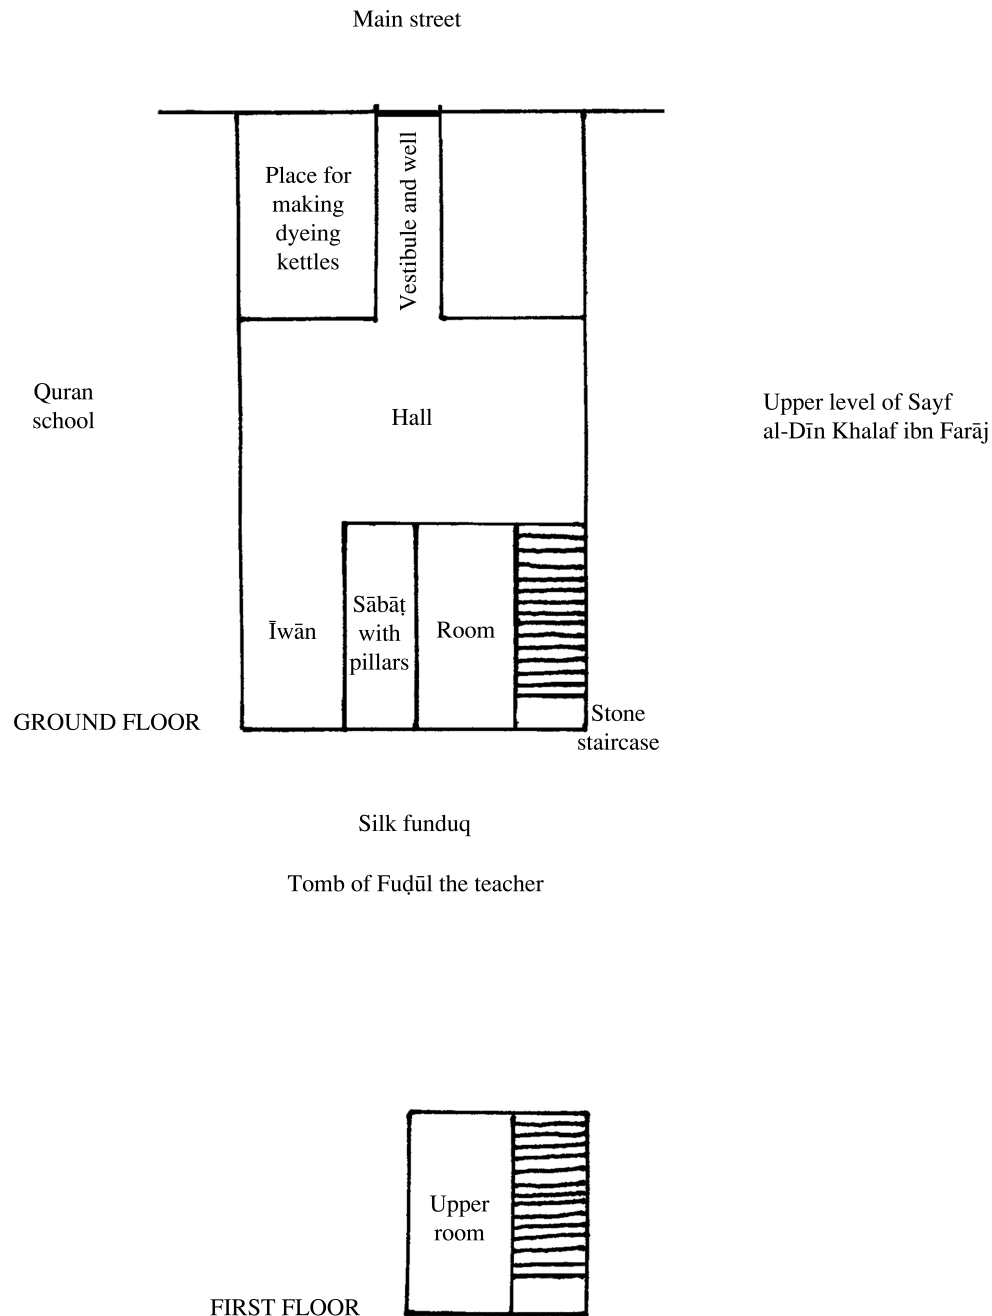 Main street
Place for
making
dyeing
kettles
Vestibule and well
Quran
school
Hall
Upper level of Sayf
al-Dīn Khalaf ibn Farāj
Īwān
Sābāṭ
with
pillars
Room
GROUND FLOOR
Stone
staircase
Silk funduq
Tomb of Fuḍūl the teacher
Upper
room
FIRST FLOOR